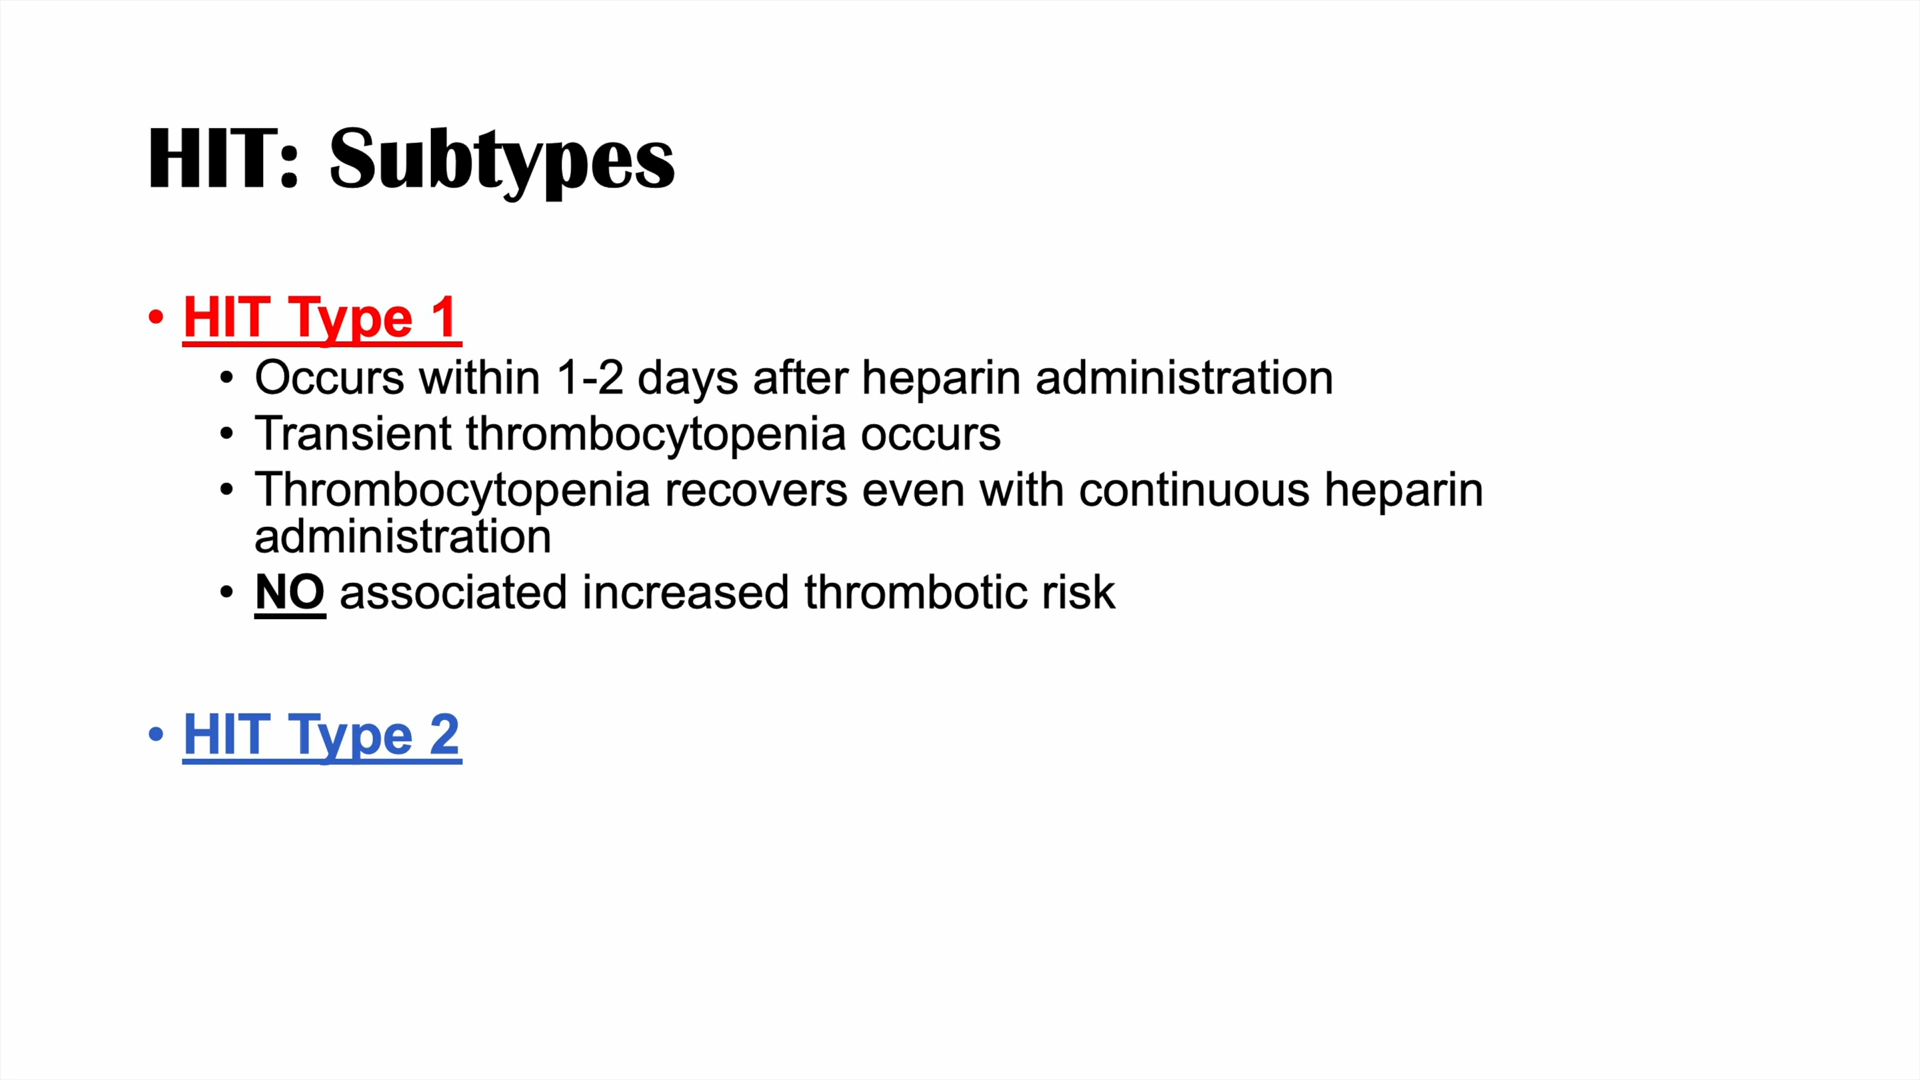 HIT: Subtypes
• HIT Type 1
• Occurs within 1-2 days after heparin administration
• Transient thrombocytopenia occurs
• Thrombocytopenia recovers even with continuous heparin
administration
• NO associated increased thrombotic risk
• HIT Type 2